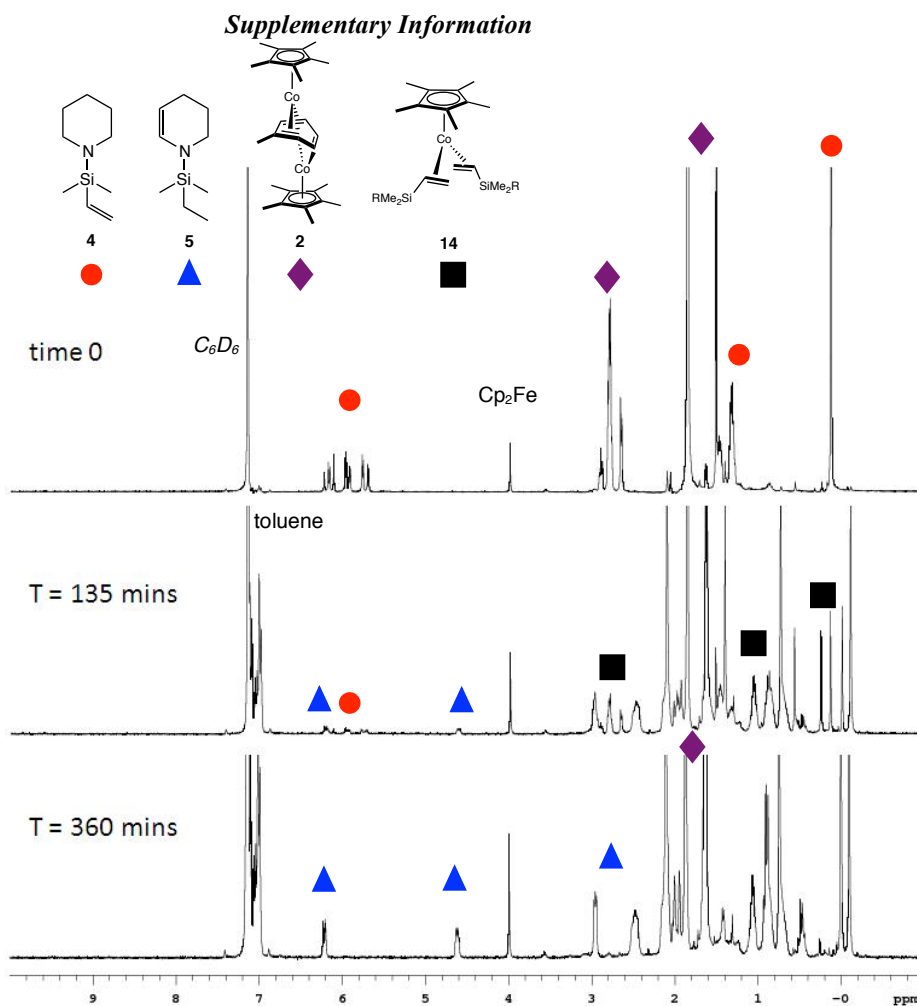 Supplementary Information
Co
Co
Co
N
Si
N
Si
RMe2Si
SiMe2R
4
5
2
14
time 0
C6D6
Cp2Fe
toluene
T = 135 mins
T = 360 mins
9 8 7 6 5 4 3 2 1 -0 ppm